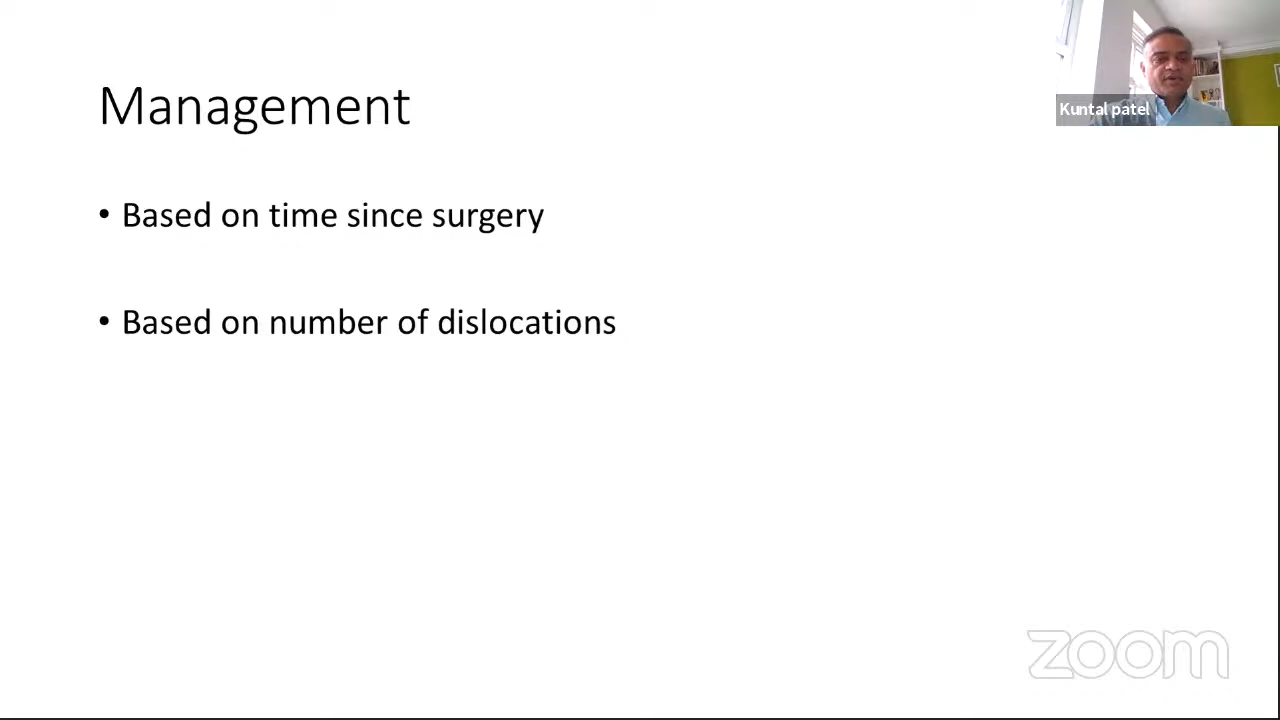 Management
Kuntal patel
• Based on time since surgery
• Based on number of dislocations
zoom